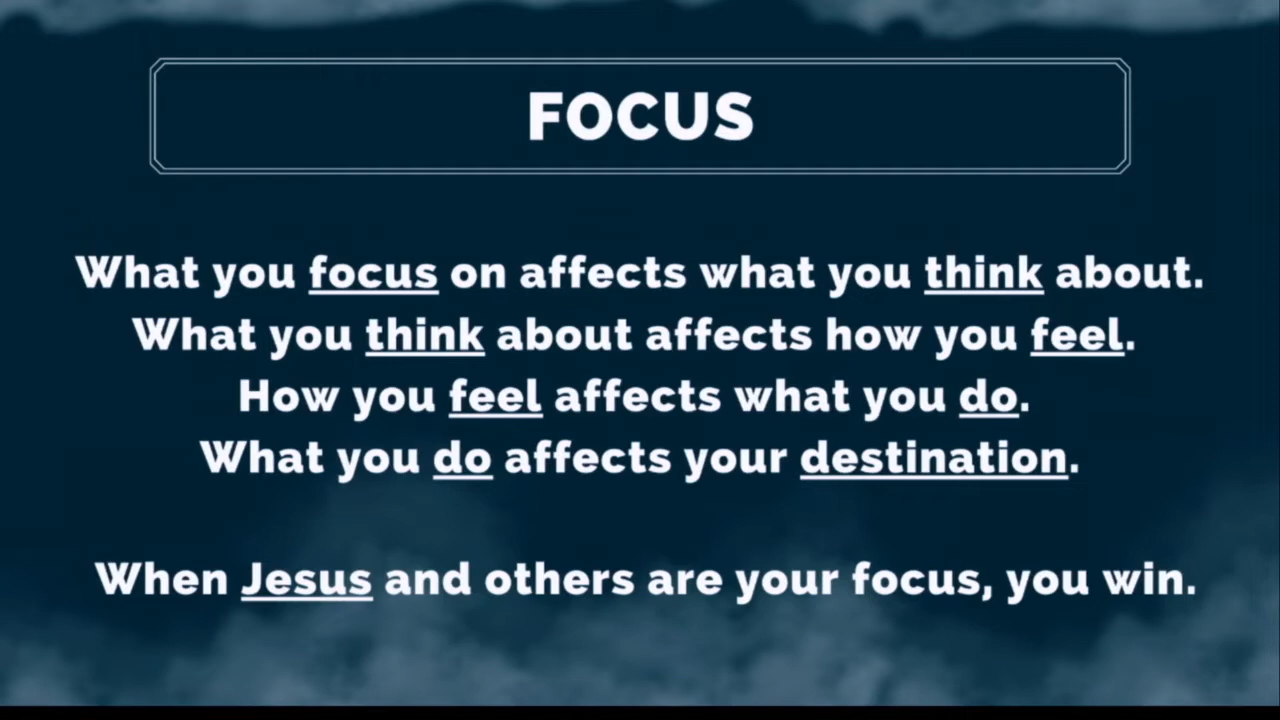 FOCUS
What you focus on affects what you think about.
What you think about affects how you feel.
How you feel affects what you do.
What you do affects your destination.
When Jesus and others are your focus, you win.